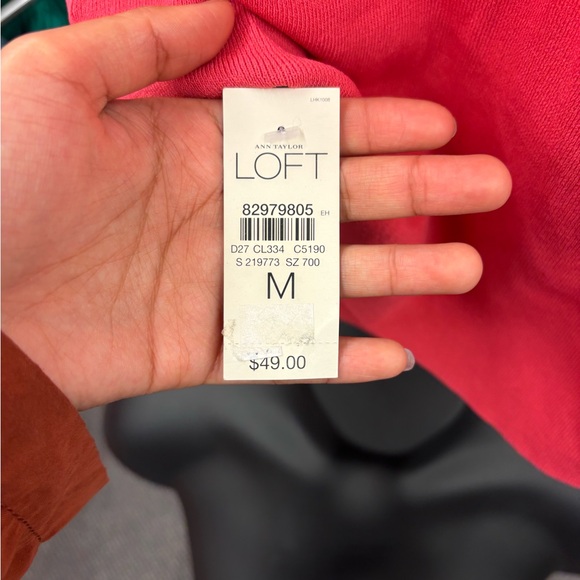 ANN TAYLOR
LOFT
82979805 EH
D27 CL334 C5190
S 219773 SZ 700
M
$49.00